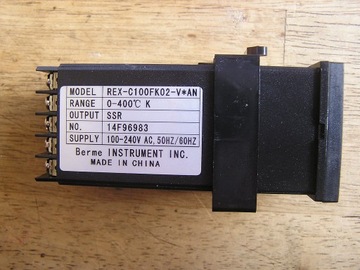 MODEL REX-C100FK02-V*AN
RANGE 0-400℃ K
OUTPUT SSR
NO. 14F96983
SUPPLY 100-240V AC, 50HZ/60HZ
Berme INSTRUMENT INC.
MADE IN CHINA